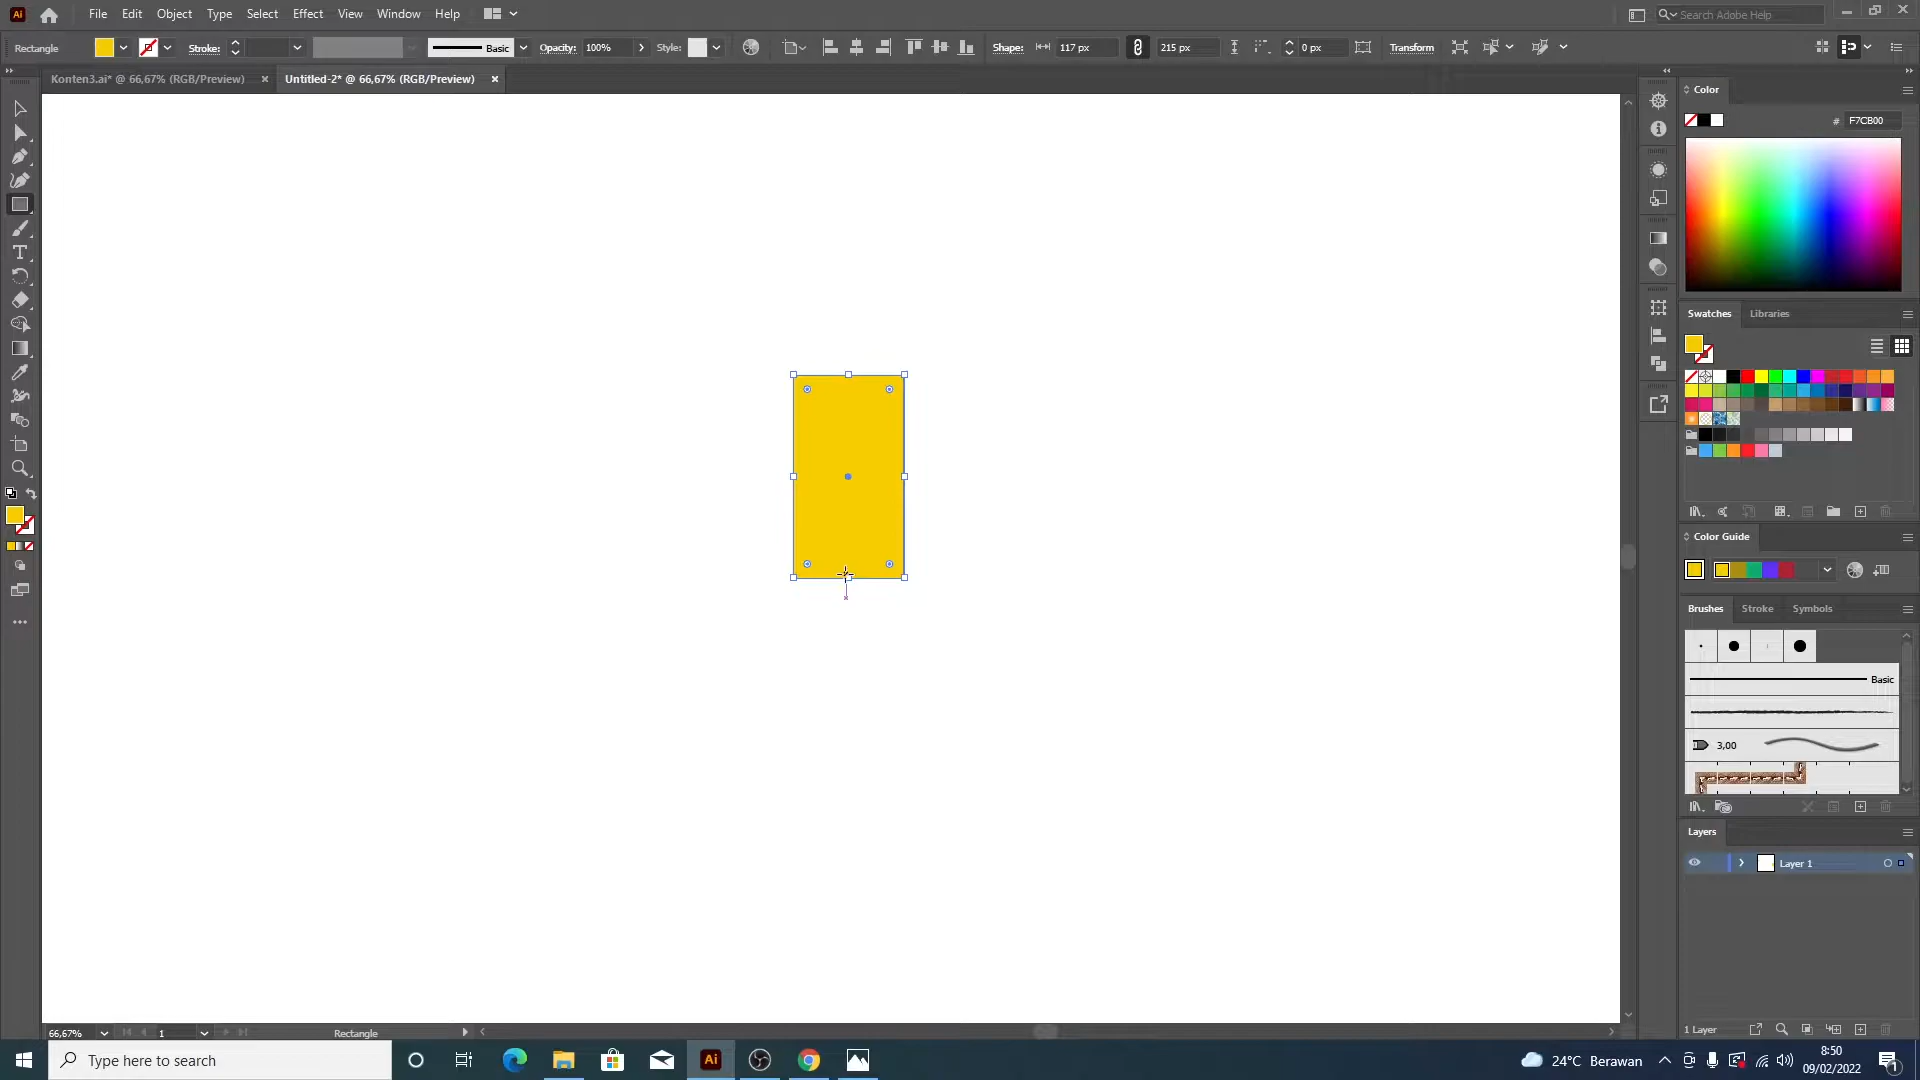 Ai File Edit Object Type Select Effect View Window Help Search Adobe Help
Rectangle Stroke: Basic Opacity: 100% Style: Shape: 117 px 215 px 0 px Transform
Konten3.ai* @ 66,67% (RGB/Preview) Untitled-2* @ 66,67% (RGB/Preview)
Color
# F7CB00
Swatches Libraries
Color Guide
Brushes Stroke Symbols
Basic
3,00
Layers
Layer 1
1 Layer
66,67% 1 Rectangle
Type here to search Ai 24°C Berawan 8:50
09/02/2022 1